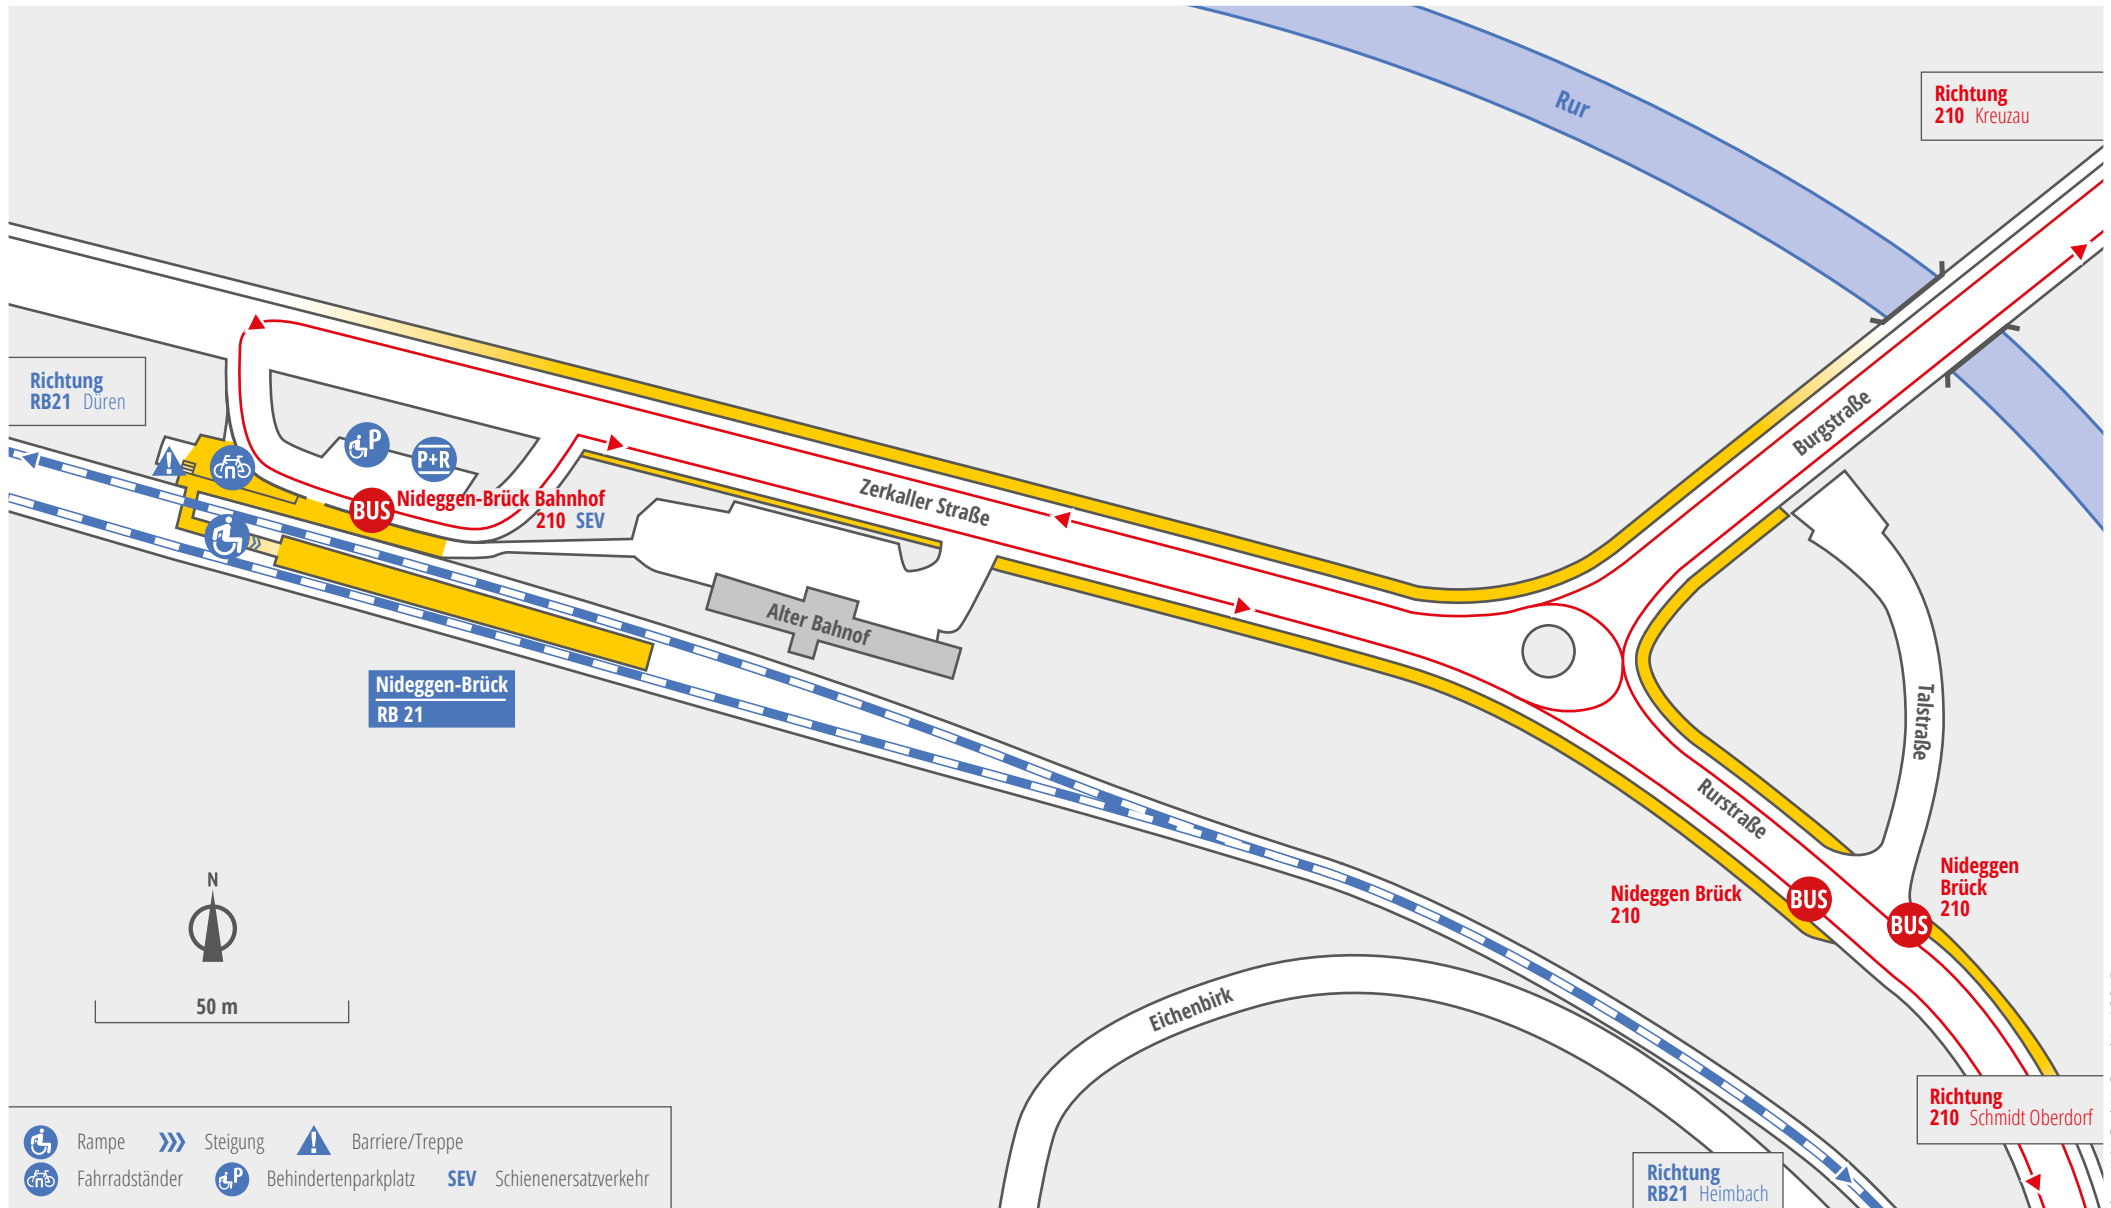 Rur
Richtung
210 Kreuzau
Richtung
RB21 Düren
Burgstraße
P
P+R
BUS
Nideggen-Brück Bahnhof
210 SEV
Zerkaller Straße
Alter Bahnhof
Nideggen-Brück
RB 21
Talstraße
Rurstraße
Nideggen Brück
210
BUS
Nideggen
Brück
210
BUS
N
50 m
Eichenbirk
Richtung
210 Schmidt Oberdorf
Richtung
RB21 Heimbach
Rampe
Steigung
Barriere/Treppe
Fahrradständer
P
Behindertenparkplatz
SEV Schienenersatzverkehr